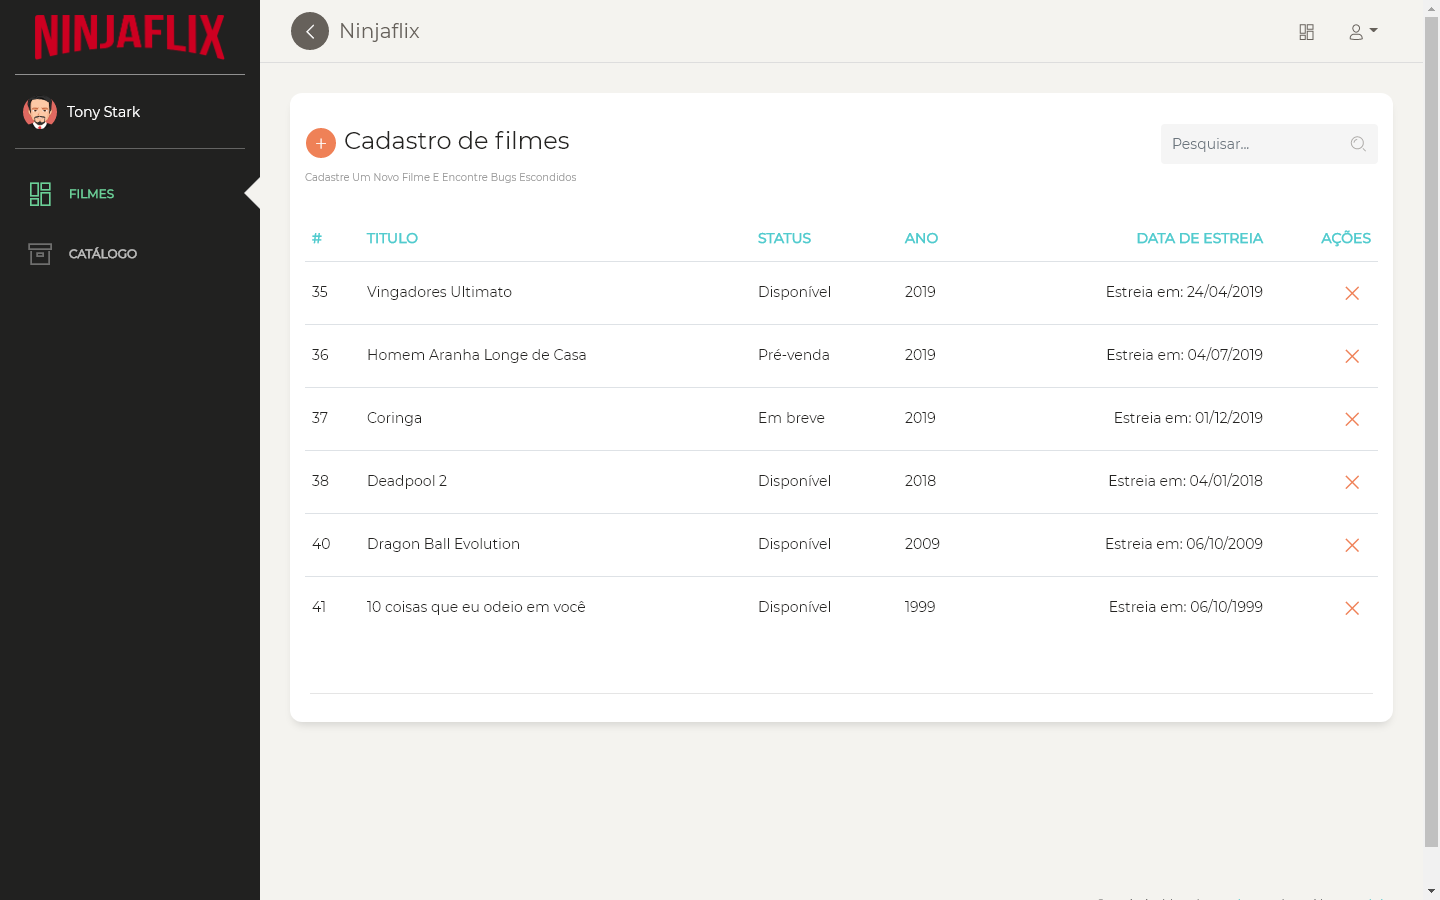 NINJAFLIX
Ninjaflix
Tony Stark
FILMES
CATÁLOGO
Cadastro de filmes
Pesquisar...
Cadastre Um Novo Filme E Encontre Bugs Escondidos
# TITULO STATUS ANO DATA DE ESTREIA AÇÕES
35 Vingadores Ultimato Disponível 2019 Estreia em: 24/04/2019
36 Homem Aranha Longe de Casa Pré-venda 2019 Estreia em: 04/07/2019
37 Coringa Em breve 2019 Estreia em: 01/12/2019
38 Deadpool 2 Disponível 2018 Estreia em: 04/01/2018
40 Dragon Ball Evolution Disponível 2009 Estreia em: 06/10/2009
41 10 coisas que eu odeio em você Disponível 1999 Estreia em: 06/10/1999